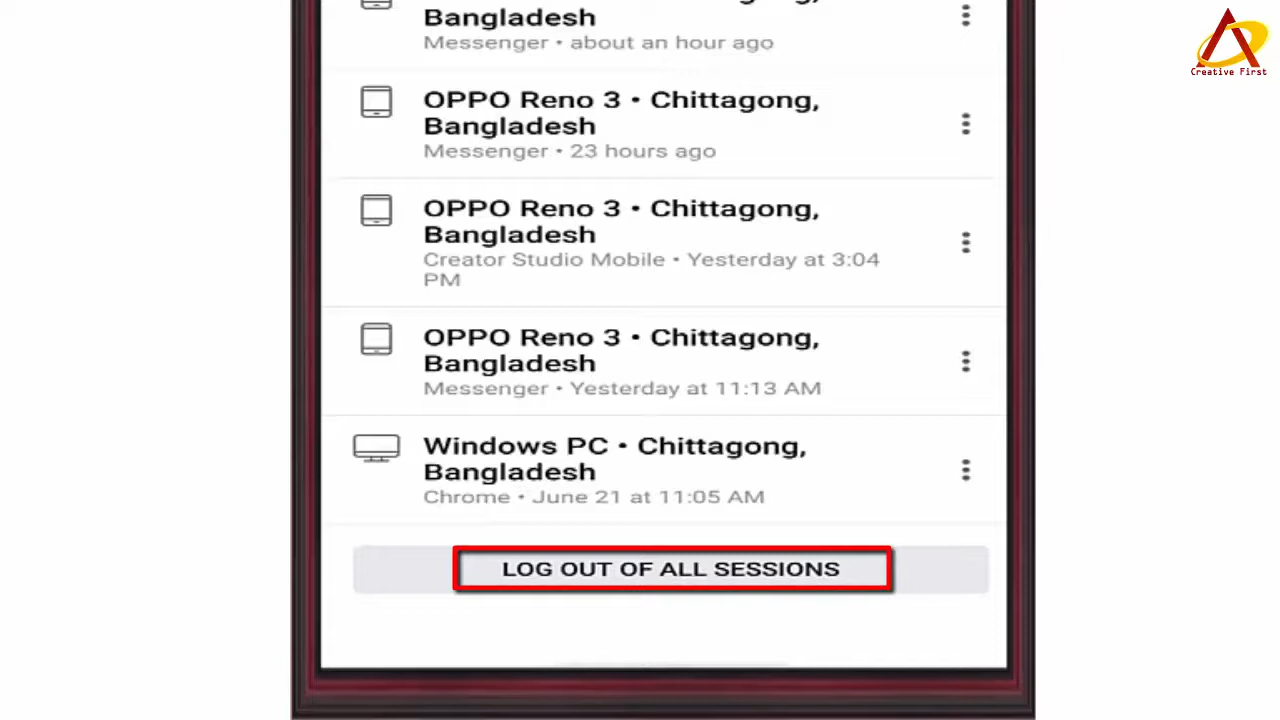 Bangladesh
Messenger • about an hour ago
OPPO Reno 3 • Chittagong,
Bangladesh
Messenger • 23 hours ago
OPPO Reno 3 • Chittagong,
Bangladesh
Creator Studio Mobile • Yesterday at 3:04
PM
OPPO Reno 3 • Chittagong,
Bangladesh
Messenger • Yesterday at 11:13 AM
Windows PC • Chittagong,
Bangladesh
Chrome • June 21 at 11:05 AM
LOG OUT OF ALL SESSIONS
Creative First